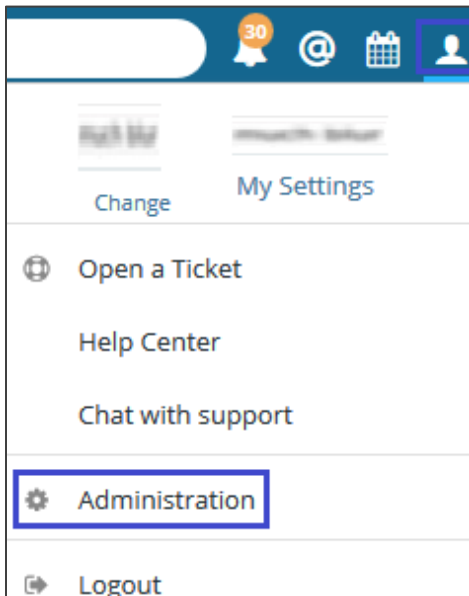 30
@
Change
My Settings
Open a Ticket
Help Center
Chat with support
Administration
Logout